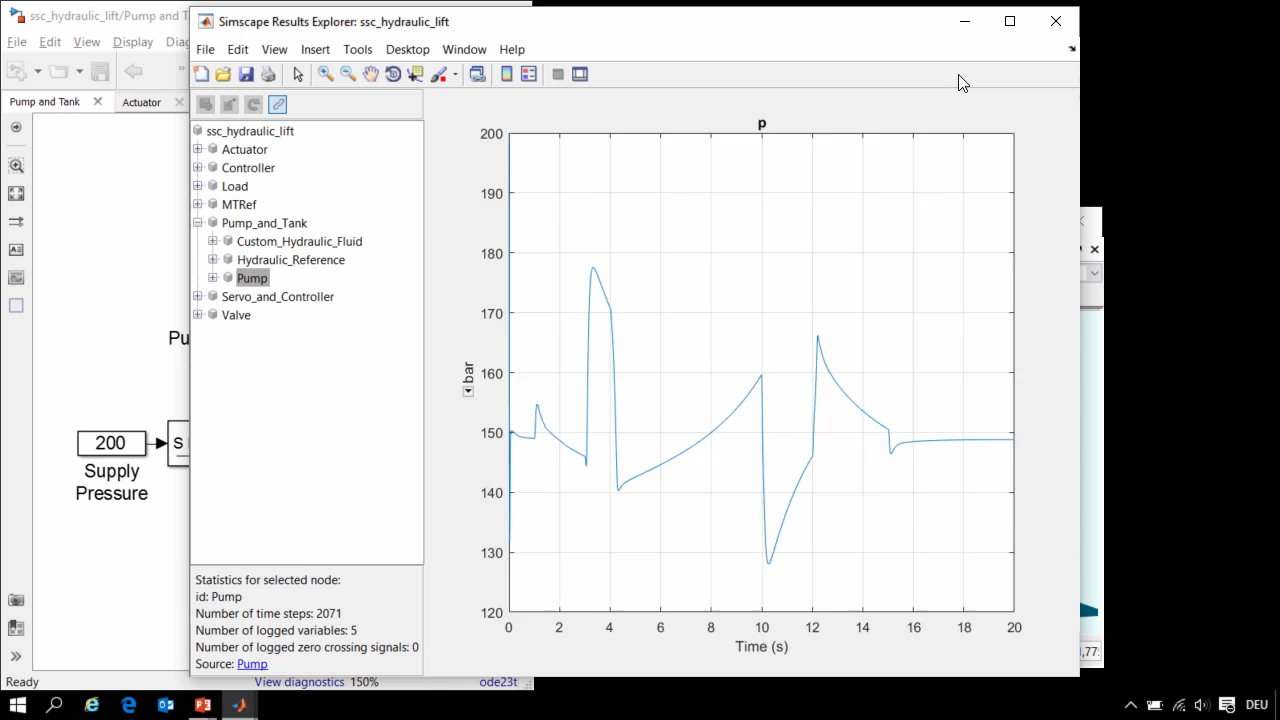 ssc_hydraulic_lift/Pump and T
File Edit View Display Diag
Pump and Tank
Actuator
Pu
200
S
Supply
Pressure
Ready
View diagnostics 150%
ode23t
Simscape Results Explorer: ssc_hydraulic_lift
File Edit View Insert Tools Desktop Window Help
ssc_hydraulic_lift
Actuator
Controller
Load
MTRef
Pump_and_Tank
Custom_Hydraulic_Fluid
Hydraulic_Reference
Pump
Servo_and_Controller
Valve
Statistics for selected node:
id: Pump
Number of time steps: 2071
Number of logged variables: 5
Number of logged zero crossing signals: 0
Source: Pump
p
200
190
180
170
160
150
140
130
120
bar
0 2 4 6 8 10 12 14 16 18 20
Time (s)
DEU